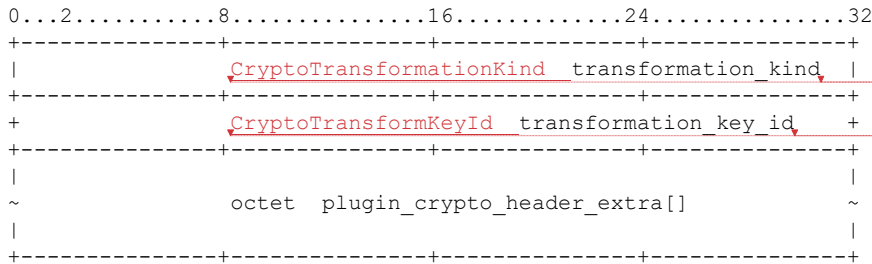 0...2...........8...............16.............24...............32
+---------------+---------------+---------------+---------------+
|                CryptoTransformationKind  transformation_kind  |
+---------------+---------------+---------------+---------------+
+                CryptoTransformKeyId  transformation_key_id    +
+---------------+---------------+---------------+---------------+
|                                                               |
~                octet  plugin_crypto_header_extra[]            ~
|                                                               |
+---------------+---------------+---------------+---------------+